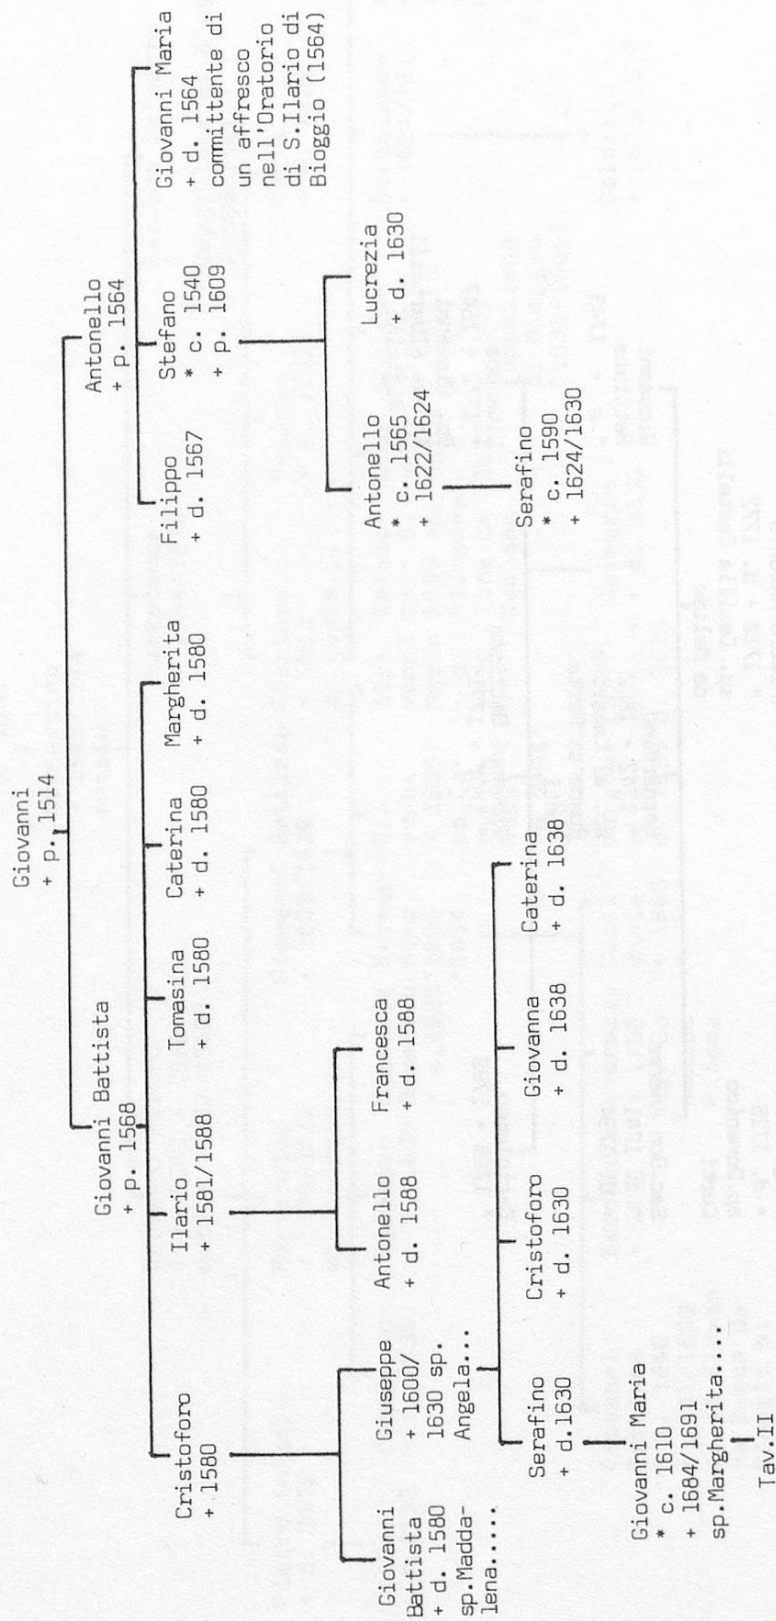 Giovanni
+ p. 1514
Giovanni Battista
+ p. 1568
Antonello
+ p. 1564
Cristoforo
+ 1580
Ilario
+ 1581/1588
Tomasina
+ d. 1580
Caterina
+ d. 1580
Margherita
+ d. 1580
Filippo
+ d. 1567
Stefano
* c. 1540
+ p. 1609
Giovanni Maria
+ d. 1564
committente di
un affresco
nell'Oratorio
di S.Ilario di
Bioggio (1564)
Giovanni
Battista
+ d. 1580
sp.Madda-
lena.....
Giuseppe
+ 1600/
1630 sp.
Angela...
Antonello
+ d. 1588
Francesca
+ d. 1588
Antonello
* c. 1565
+ 1622/1624
Lucrezia
+ d. 1630
Serafino
+ d.1630
Cristoforo
+ d. 1630
Giovanna
+ d. 1638
Caterina
+ d. 1638
Serafino
* c. 1590
+ 1624/1630
Giovanni Maria
* c. 1610
+ 1684/1691
sp.Margherita....
Tav.II